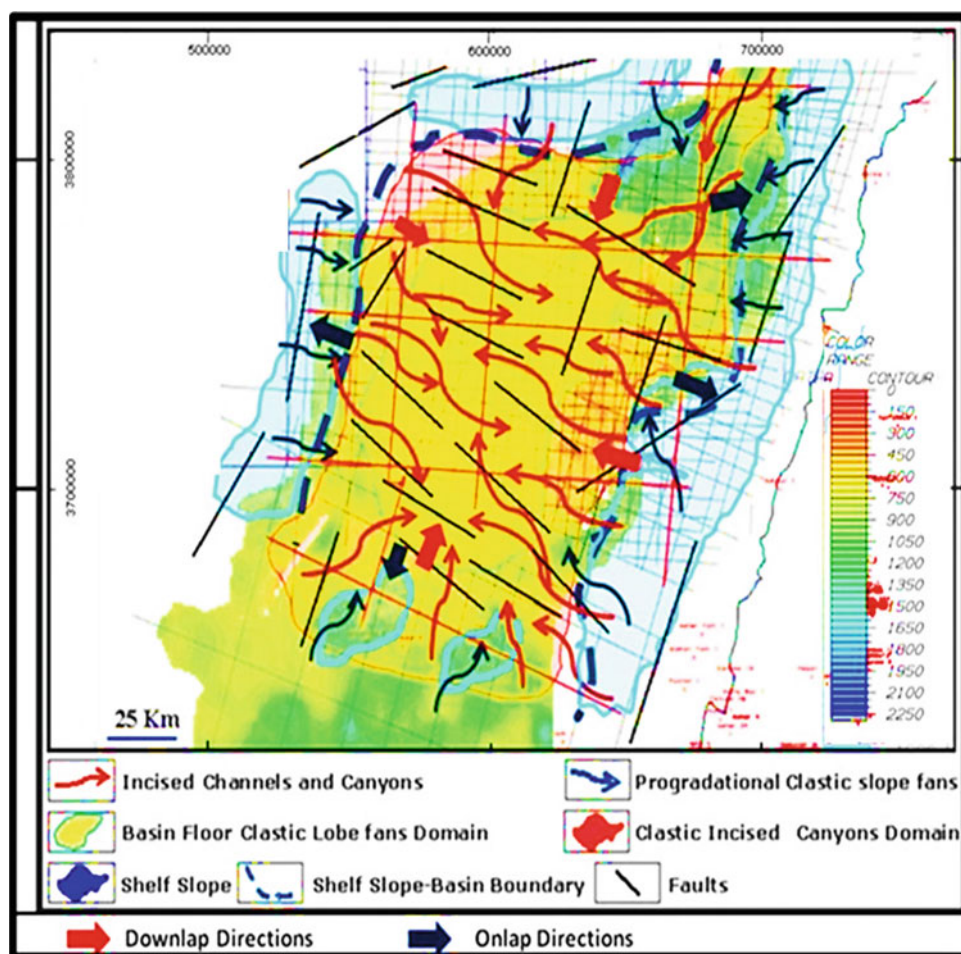 500000 600000 700000
3800000
3700000
COLOR
RANGE
CONTOUR
0
150
300
450
600
750
900
1050
1200
1350
1500
1650
1800
1950
2100
2250
25 Km
Incised Channels and Canyons
Progradational Clastic slope fans
Basin Floor Clastic Lobe fans Domain
Clastic Incised Canyons Domain
Shelf Slope
Shelf Slope-Basin Boundary
Faults
Downlap Directions
Onlap Directions